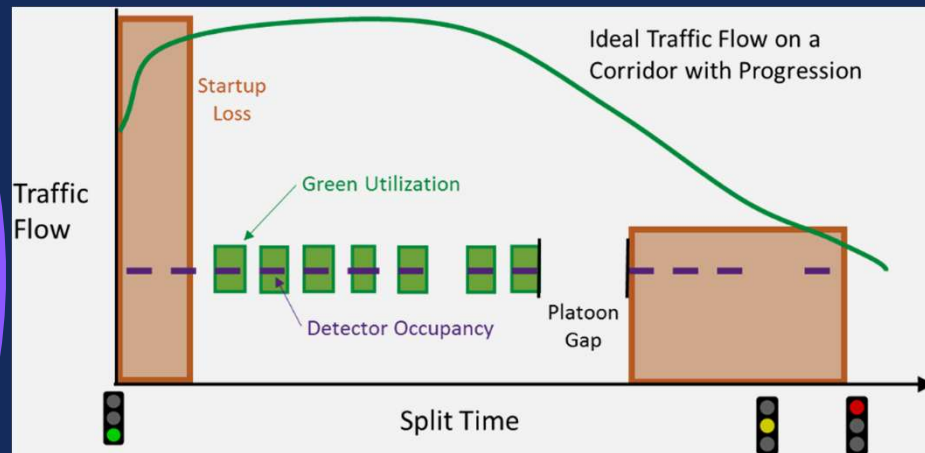 Ideal Traffic Flow on a
Corridor with Progression
Startup
Loss
Traffic
Flow
Green Utilization
Detector Occupancy
Platoon
Gap
Split Time